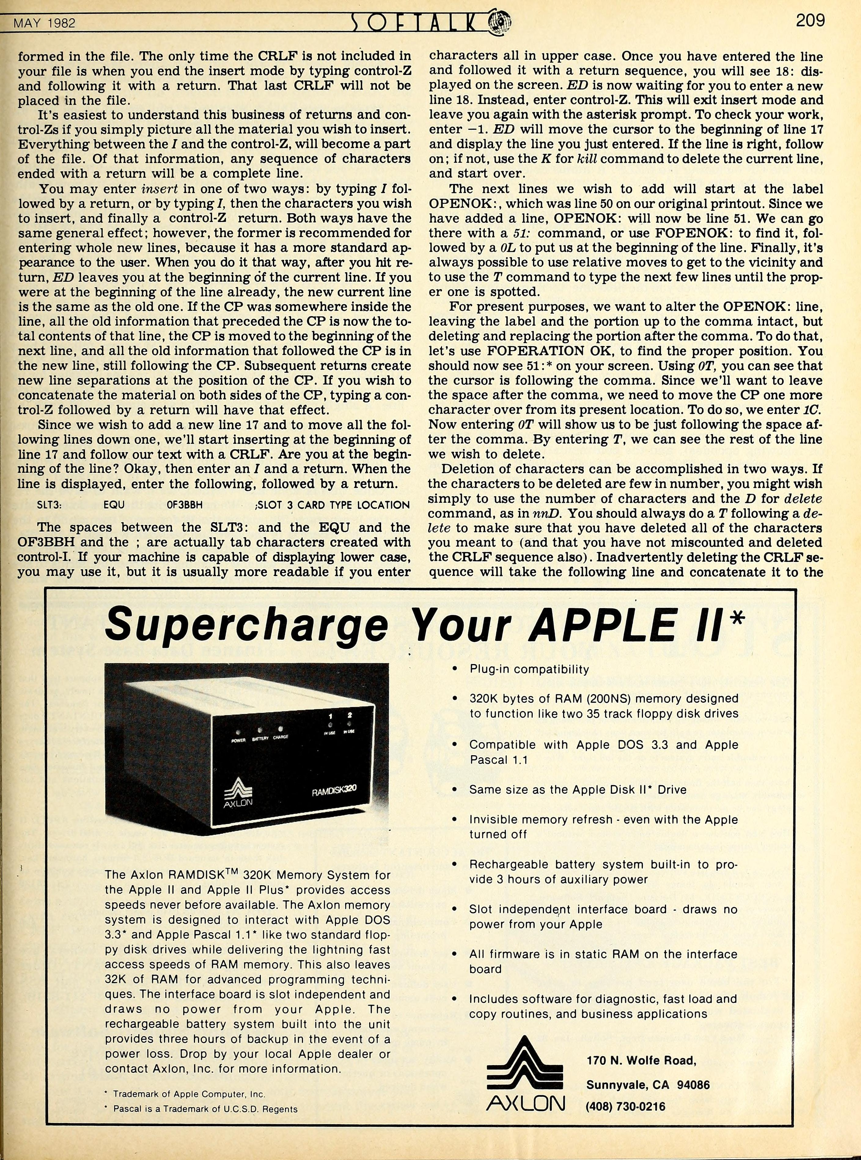 MAY 1982
SOFTALK
209
formed in the file. The only time the CRLF is not included in
your file is when you end the insert mode by typing control-Z
and following it with a return. That last CRLF will not be
placed in the file.
It's easiest to understand this business of returns and con-
trol-Zs if you simply picture all the material you wish to insert.
Everything between the I and the control-Z, will become a part
of the file. Of that information, any sequence of characters
ended with a return will be a complete line.
You may enter insert in one of two ways: by typing I fol-
lowed by a return, or by typing I, then the characters you wish
to insert, and finally a control-Z return. Both ways have the
same general effect; however, the former is recommended for
entering whole new lines, because it has a more standard ap-
pearance to the user. When you do it that way, after you hit re-
turn, ED leaves you at the beginning of the current line. If you
were at the beginning of the line already, the new current line
is the same as the old one. If the CP was somewhere inside the
line, all the old information that preceded the CP is now the to-
tal contents of that line, the CP is moved to the beginning of the
next line, and all the old information that followed the CP is in
the new line, still following the CP. Subsequent returns create
new line separations at the position of the CP. If you wish to
concatenate the material on both sides of the CP, typing a con-
trol-Z followed by a return will have that effect.
Since we wish to add a new line 17 and to move all the fol-
lowing lines down one, we'll start inserting at the beginning of
line 17 and follow our text with a CRLF. Are you at the begin-
ning of the line? Okay, then enter an I and a return. When the
line is displayed, enter the following, followed by a return.
SLT3: EQU OF3BBH ;SLOT 3 CARD TYPE LOCATION
The spaces between the SLT3: and the EQU and the
OF3BBH and the ; are actually tab characters created with
control-I. If your machine is capable of displaying lower case,
you may use it, but it is usually more readable if you enter
characters all in upper case. Once you have entered the line
and followed it with a return sequence, you will see 18: dis-
played on the screen. ED is now waiting for you to enter a new
line 18. Instead, enter control-Z. This will exit insert mode and
leave you again with the asterisk prompt. To check your work,
enter −1. ED will move the cursor to the beginning of line 17
and display the line you just entered. If the line is right, follow
on; if not, use the K for kill command to delete the current line,
and start over.
The next lines we wish to add will start at the label
OPENOK:, which was line 50 on our original printout. Since we
have added a line, OPENOK: will now be line 51. We can go
there with a 51: command, or use FOPENOK: to find it, fol-
lowed by a 0L to put us at the beginning of the line. Finally, it's
always possible to use relative moves to get to the vicinity and
to use the T command to type the next few lines until the prop-
er one is spotted.
For present purposes, we want to alter the OPENOK: line,
leaving the label and the portion up to the comma intact, but
deleting and replacing the portion after the comma. To do that,
let's use FOPERATION OK, to find the proper position. You
should now see 51:* on your screen. Using 0T, you can see that
the cursor is following the comma. Since we'll want to leave
the space after the comma, we need to move the CP one more
character over from its present location. To do so, we enter 1C.
Now entering 0T will show us to be just following the space af-
ter the comma. By entering T, we can see the rest of the line
we wish to delete.
Deletion of characters can be accomplished in two ways. If
the characters to be deleted are few in number, you might wish
simply to use the number of characters and the D for delete
command, as in nnD. You should always do a T following a de-
lete to make sure that you have deleted all of the characters
you meant to (and that you have not miscounted and deleted
the CRLF sequence also). Inadvertently deleting the CRLF se-
quence will take the following line and concatenate it to the
Supercharge Your APPLE II*
POWER BATTERY CHARGE
1 2
IN USE IN USE
AXLON
RAMDISK320
The Axlon RAMDISK™ 320K Memory System for
the Apple II and Apple II Plus* provides access
speeds never before available. The Axlon memory
system is designed to interact with Apple DOS
3.3* and Apple Pascal 1.1* like two standard flop-
py disk drives while delivering the lightning fast
access speeds of RAM memory. This also leaves
32K of RAM for advanced programming techni-
ques. The interface board is slot independent and
draws no power from your Apple. The
rechargeable battery system built into the unit
provides three hours of backup in the event of a
power loss. Drop by your local Apple dealer or
contact Axlon, Inc. for more information.
* Trademark of Apple Computer, Inc.
* Pascal is a Trademark of U.C.S.D. Regents
• Plug-in compatibility
• 320K bytes of RAM (200NS) memory designed
to function like two 35 track floppy disk drives
• Compatible with Apple DOS 3.3 and Apple
Pascal 1.1
• Same size as the Apple Disk II* Drive
• Invisible memory refresh - even with the Apple
turned off
• Rechargeable battery system built-in to pro-
vide 3 hours of auxiliary power
• Slot independent interface board - draws no
power from your Apple
• All firmware is in static RAM on the interface
board
• Includes software for diagnostic, fast load and
copy routines, and business applications
AXLON
170 N. Wolfe Road,
Sunnyvale, CA 94086
(408) 730-0216